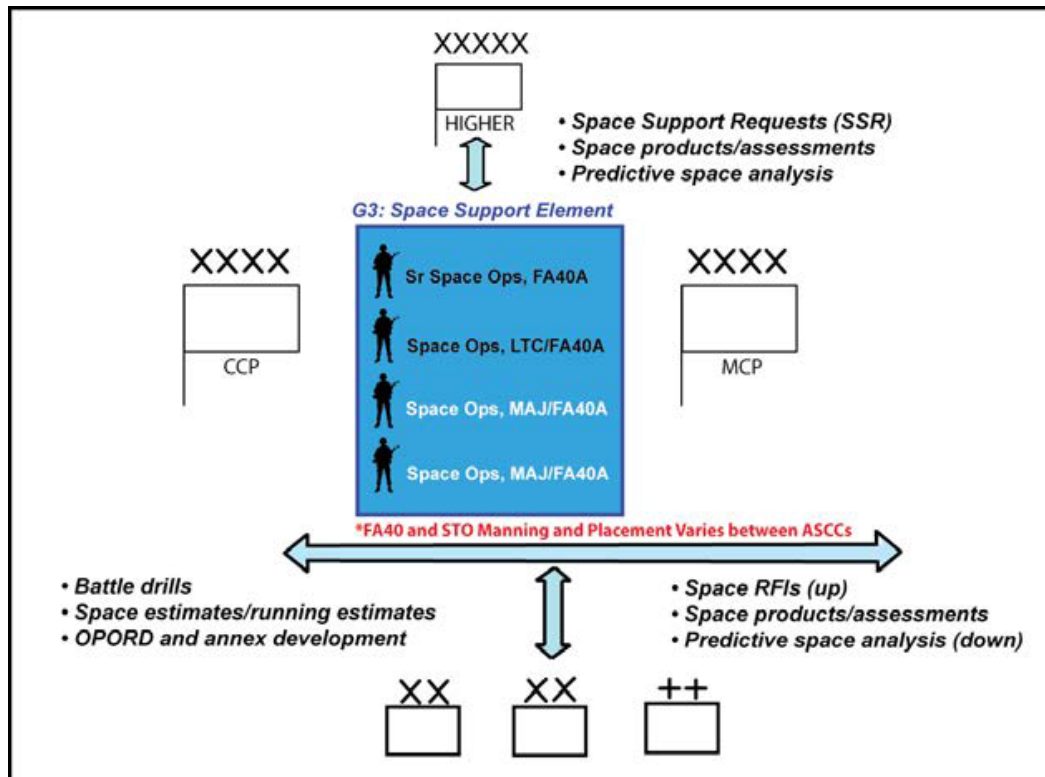 XXXXX
HIGHER
• Space Support Requests (SSR)
• Space products/assessments
• Predictive space analysis
G3: Space Support Element
XXXX
CCP
Sr Space Ops, FA40A
Space Ops, LTC/FA40A
Space Ops, MAJ/FA40A
Space Ops, MAJ/FA40A
XXXX
MCP
*FA40 and STO Manning and Placement Varies between ASCCs
• Battle drills
• Space estimates/running estimates
• OPORD and annex development
• Space RFIs (up)
• Space products/assessments
• Predictive space analysis (down)
XX
XX
++